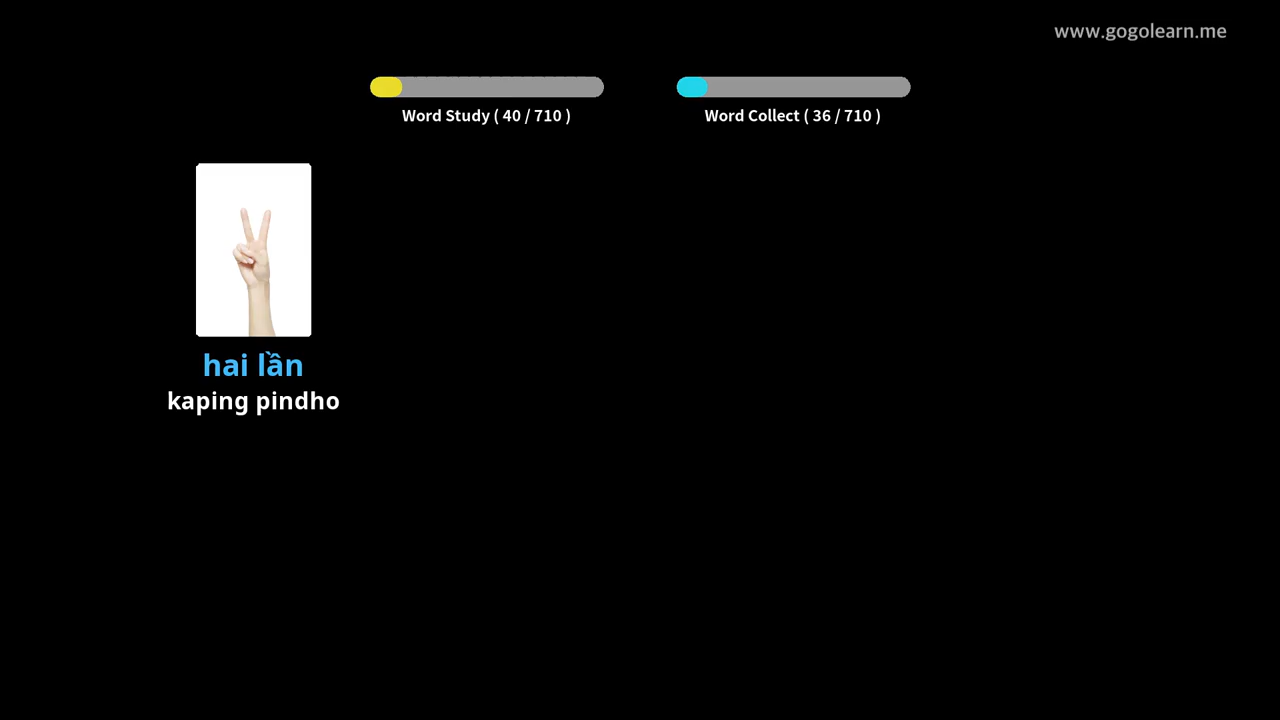 www.gogolearn.me
Word Study ( 40 / 710 )
Word Collect ( 36 / 710 )
hai lần
kaping pindho